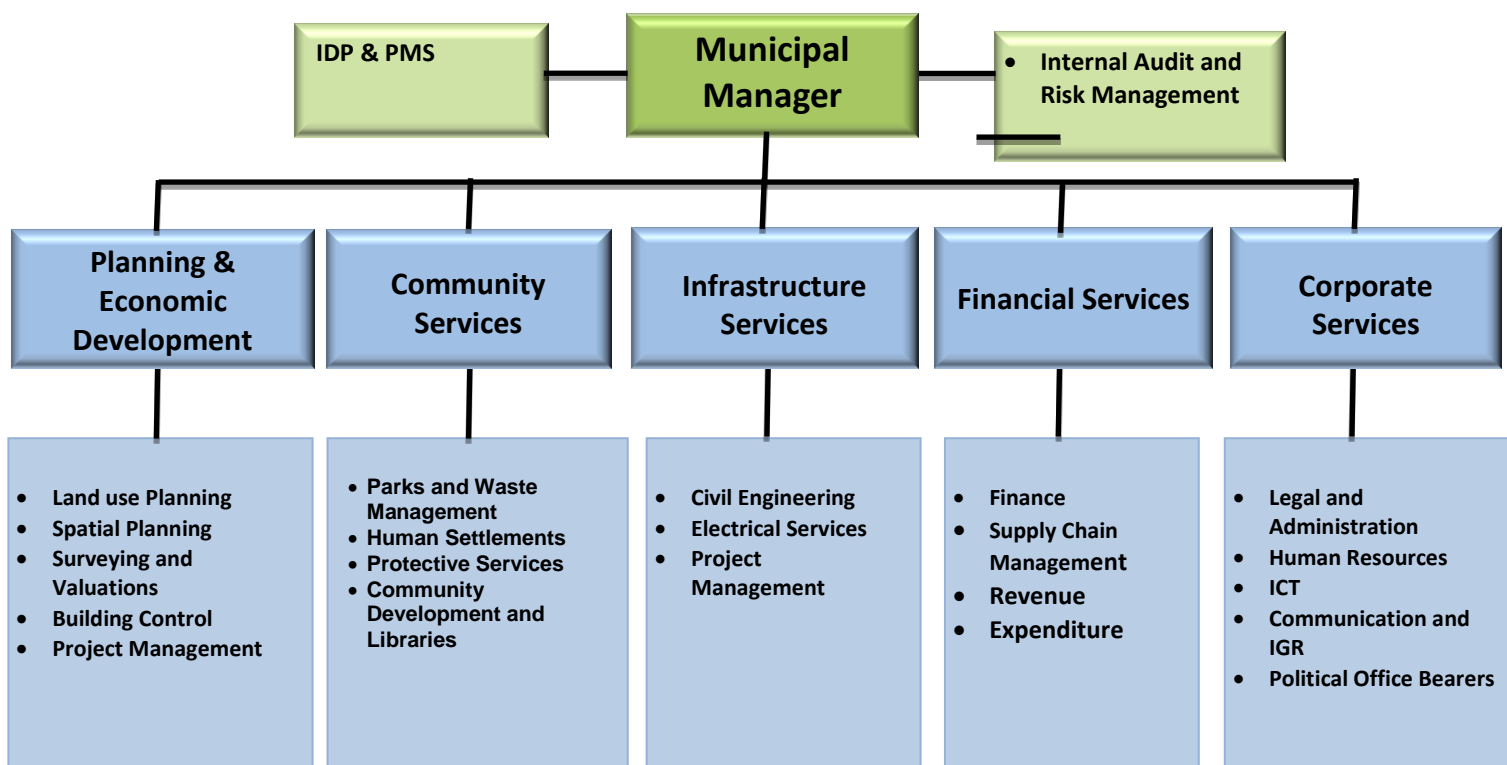 IDP & PMS
Municipal
Manager
• Internal Audit and
Risk Management
Planning &
Economic
Development
Community
Services
Infrastructure
Services
Financial Services
Corporate
Services
• Land use Planning
• Spatial Planning
• Surveying and
Valuations
• Building Control
• Project Management
• Parks and Waste
Management
• Human Settlements
• Protective Services
• Community
Development and
Libraries
• Civil Engineering
• Electrical Services
• Project
Management
• Finance
• Supply Chain
Management
• Revenue
• Expenditure
• Legal and
Administration
• Human Resources
• ICT
• Communication and
IGR
• Political Office Bearers